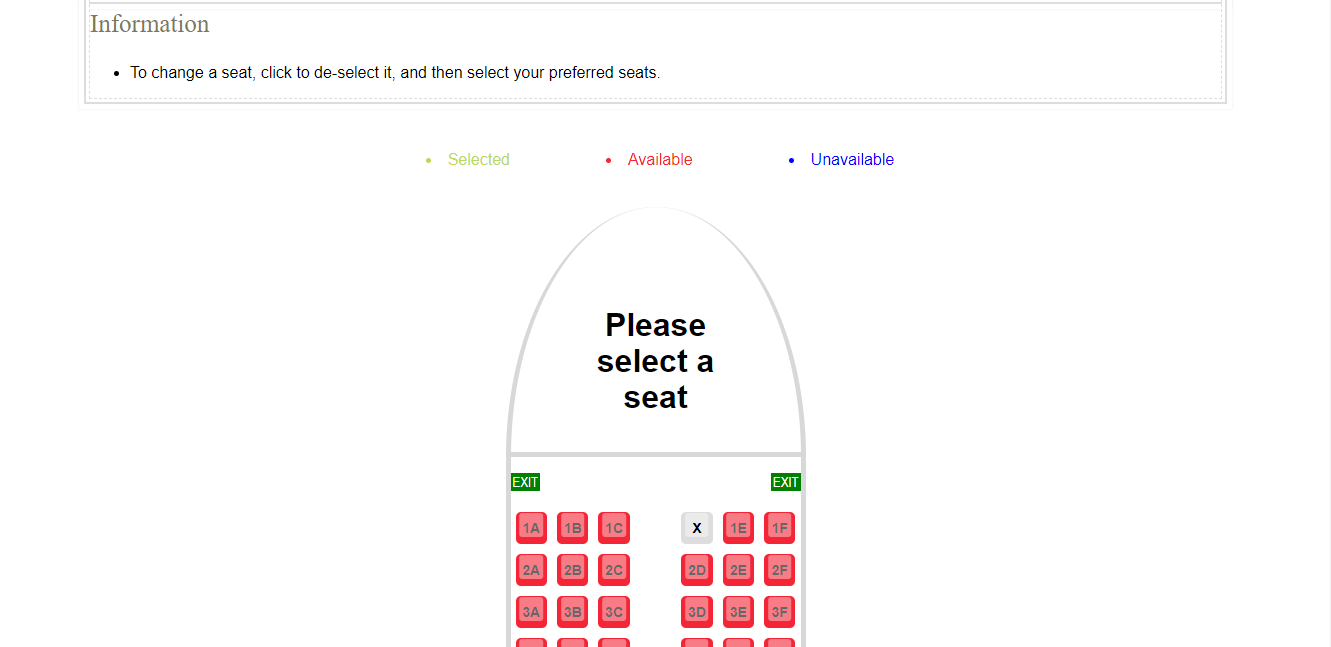 Information
To change a seat, click to de-select it, and then select your preferred seats.
Selected Available Unavailable
Please
select a
seat
EXIT EXIT
1A 1B 1C X 1E 1F
2A 2B 2C 2D 2E 2F
3A 3B 3C 3D 3E 3F